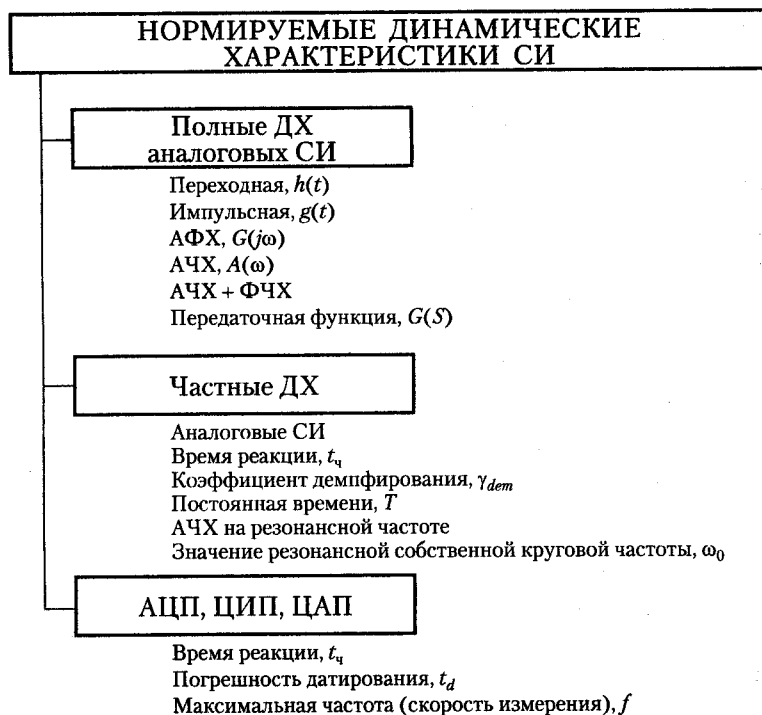 НОРМИРУЕМЫЕ ДИНАМИЧЕСКИЕ
ХАРАКТЕРИСТИКИ СИ
Полные ДХ
аналоговых СИ
Переходная, h(t)
Импульсная, g(t)
АФХ, G(jω)
АЧХ, A(ω)
АЧХ + ФЧХ
Передаточная функция, G(S)
Частные ДХ
Аналоговые СИ
Время реакции, tч
Коэффициент демпфирования, γdem
Постоянная времени, T
АЧХ на резонансной частоте
Значение резонансной собственной круговой частоты, ω0
АЦП, ЦИП, ЦАП
Время реакции, tч
Погрешность датирования, td
Максимальная частота (скорость измерения), f